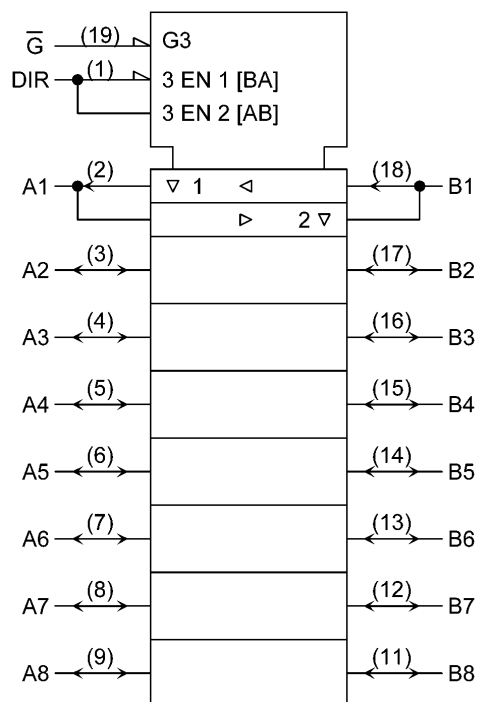 G̅ (19) G3
DIR (1) 3 EN 1 [BA]
3 EN 2 [AB]
A1 (2) ▽ 1 ◁ (18) B1
▷ 2 ▽
A2 (3) (17) B2
A3 (4) (16) B3
A4 (5) (15) B4
A5 (6) (14) B5
A6 (7) (13) B6
A7 (8) (12) B7
A8 (9) (11) B8